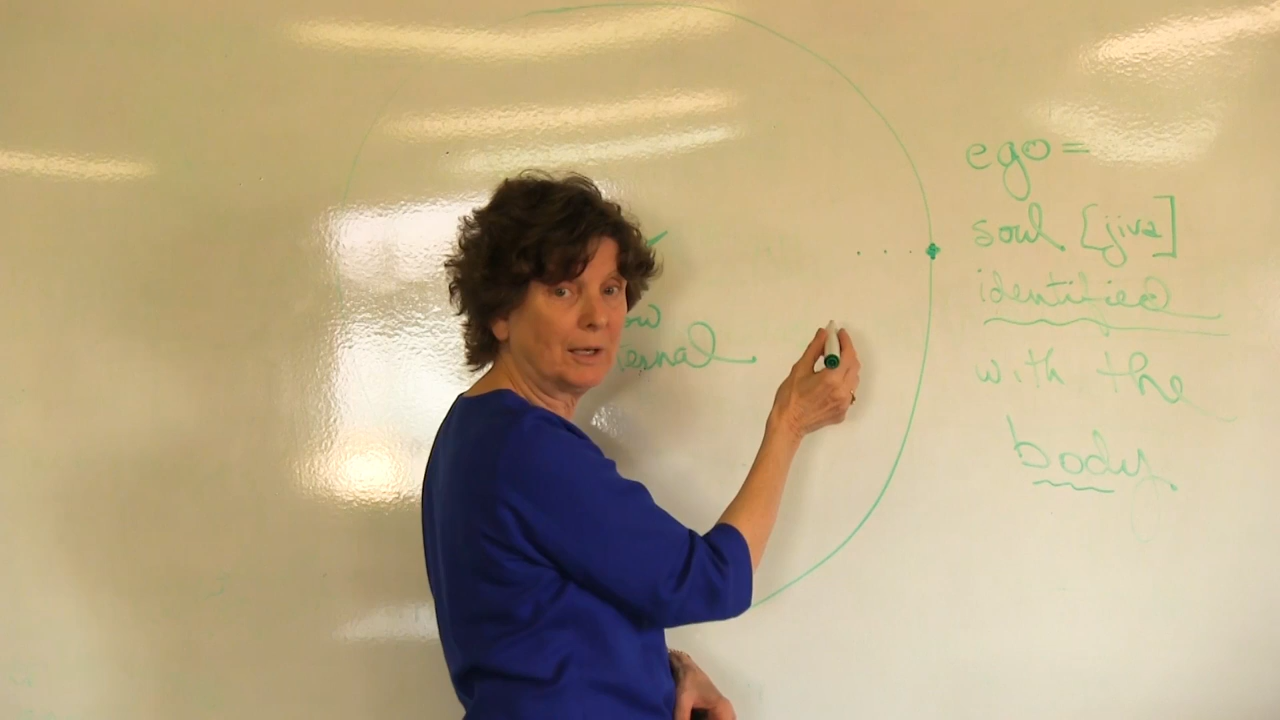 ego =
soul [jiva]
identified
with the
body